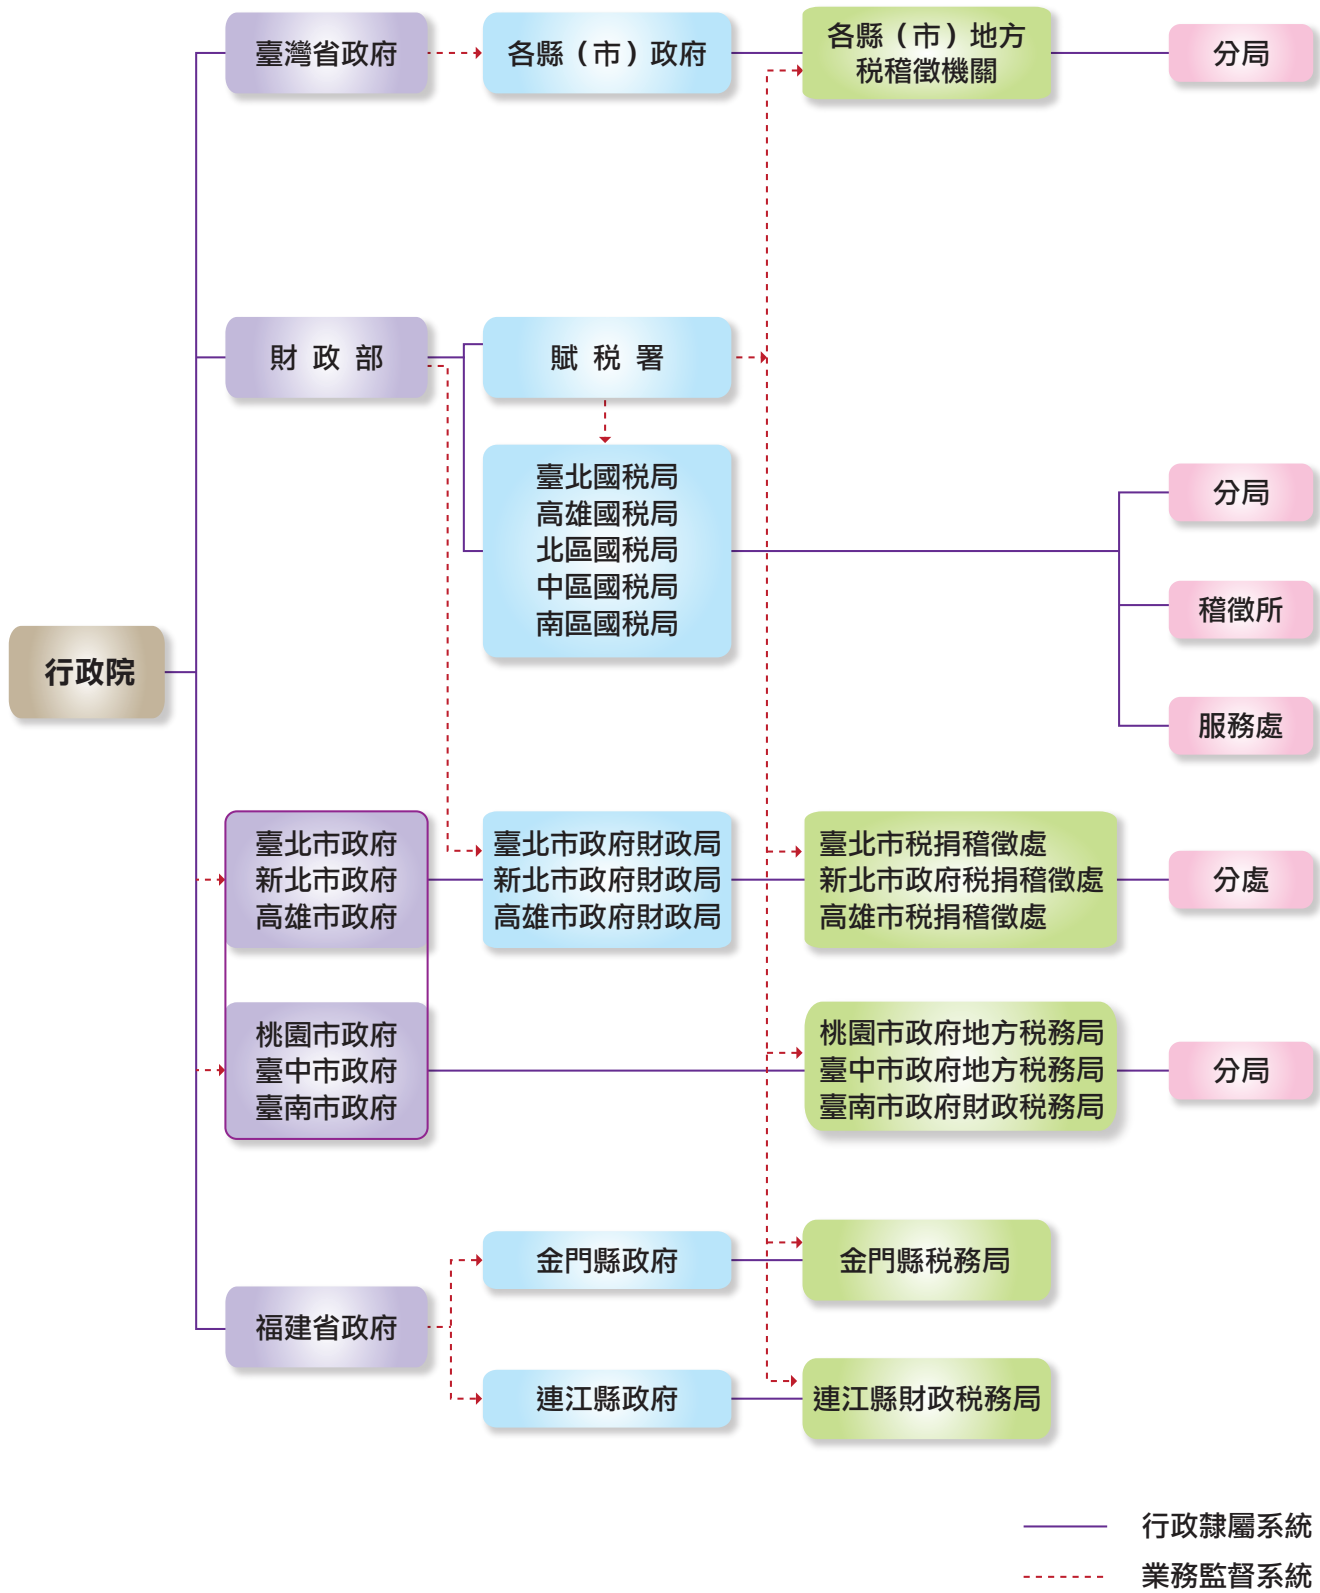 臺灣省政府
各縣（市）政府
各縣（市）地方
稅稽徵機關
分局
財政部
賦稅署
臺北國稅局
高雄國稅局
北區國稅局
中區國稅局
南區國稅局
分局
稽徵所
服務處
行政院
臺北市政府
新北市政府
高雄市政府
臺北市政府財政局
新北市政府財政局
高雄市政府財政局
臺北市稅捐稽徵處
新北市政府稅捐稽徵處
高雄市稅捐稽徵處
分處
桃園市政府
臺中市政府
臺南市政府
桃園市政府地方稅務局
臺中市政府地方稅務局
臺南市政府財政稅務局
分局
福建省政府
金門縣政府
金門縣稅務局
連江縣政府
連江縣財政稅務局
行政隸屬系統
業務監督系統